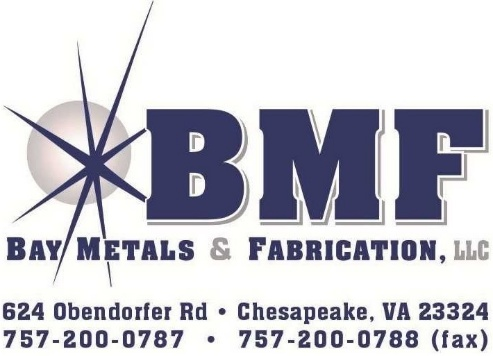 BMF
BAY METALS & FABRICATION, LLC
624 Obendorfer Rd • Chesapeake, VA 23324
757-200-0787 • 757-200-0788 (fax)